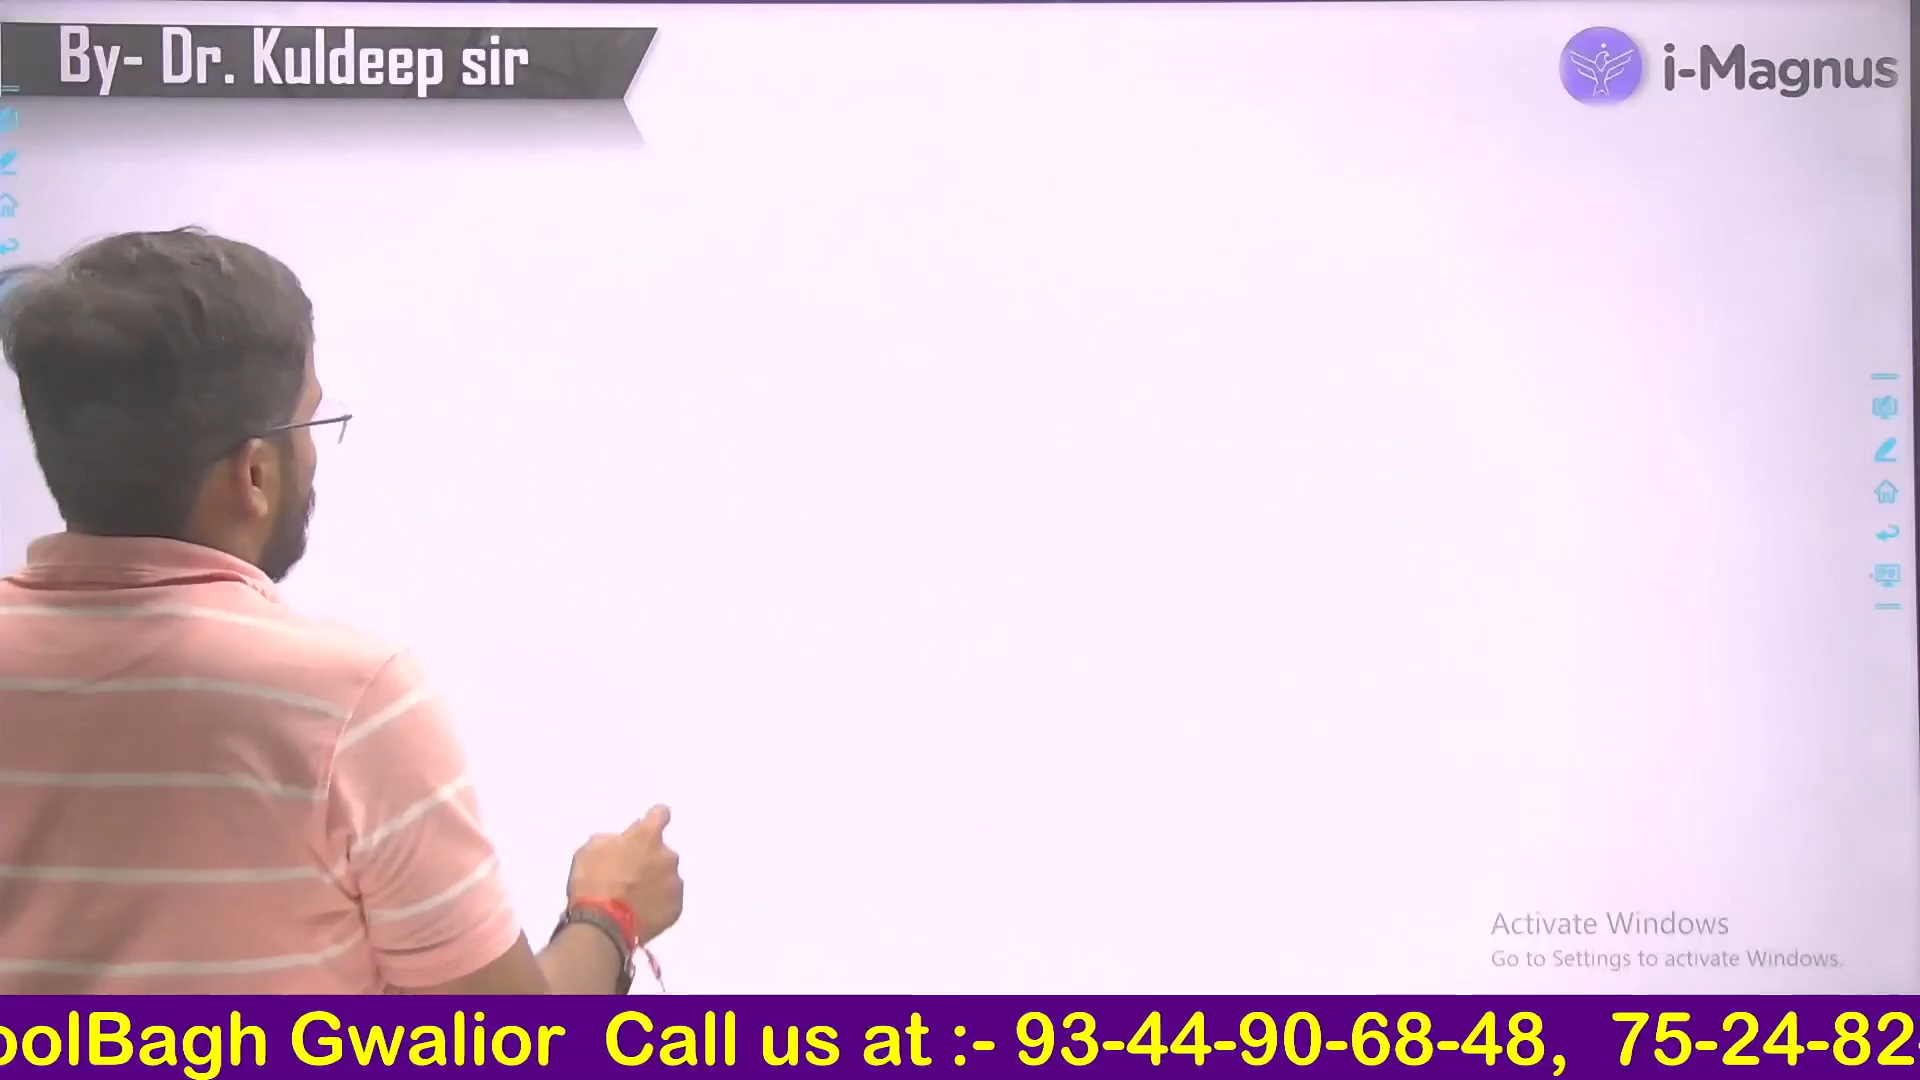 By- Dr. Kuldeep sir
i-Magnus
Activate Windows
Go to Settings to activate Windows.
oolBagh Gwalior Call us at :- 93-44-90-68-48, 75-24-82-